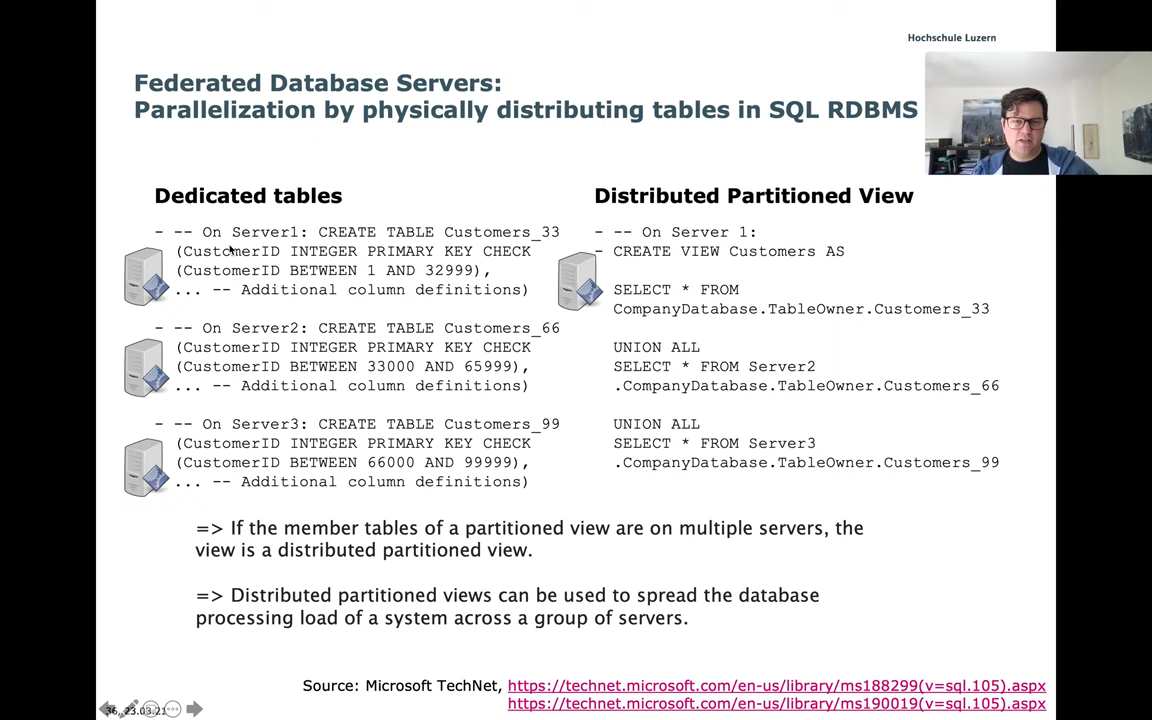 Hochschule Luzern
Federated Database Servers:
Parallelization by physically distributing tables in SQL RDBMS
Dedicated tables
- -- On Server1: CREATE TABLE Customers_33
(CustomerID INTEGER PRIMARY KEY CHECK
(CustomerID BETWEEN 1 AND 32999),
... -- Additional column definitions)
- -- On Server2: CREATE TABLE Customers_66
(CustomerID INTEGER PRIMARY KEY CHECK
(CustomerID BETWEEN 33000 AND 65999),
... -- Additional column definitions)
- -- On Server3: CREATE TABLE Customers_99
(CustomerID INTEGER PRIMARY KEY CHECK
(CustomerID BETWEEN 66000 AND 99999),
... -- Additional column definitions)
Distributed Partitioned View
- -- On Server 1:
- CREATE VIEW Customers AS
SELECT * FROM
CompanyDatabase.TableOwner.Customers_33
UNION ALL
SELECT * FROM Server2
.CompanyDatabase.TableOwner.Customers_66
UNION ALL
SELECT * FROM Server3
.CompanyDatabase.TableOwner.Customers_99
=> If the member tables of a partitioned view are on multiple servers, the
view is a distributed partitioned view.
=> Distributed partitioned views can be used to spread the database
processing load of a system across a group of servers.
Source: Microsoft TechNet, https://technet.microsoft.com/en-us/library/ms188299(v=sql.105).aspx
https://technet.microsoft.com/en-us/library/ms190019(v=sql.105).aspx
36, 23.03.21